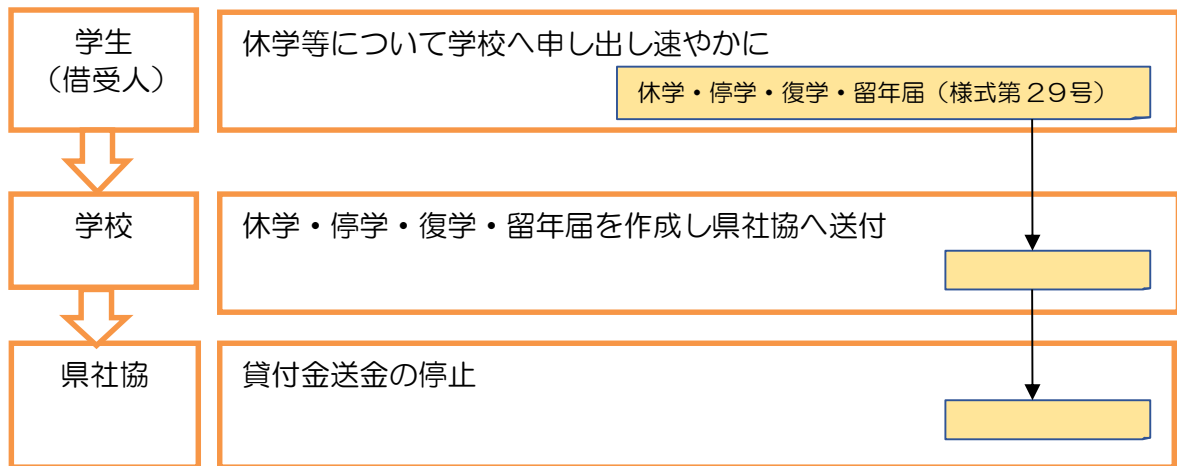 学生
（借受人）
休学等について学校へ申し出し速やかに
休学・停学・復学・留年届（様式第２９号）
学校
休学・停学・復学・留年届を作成し県社協へ送付
県社協
貸付金送金の停止